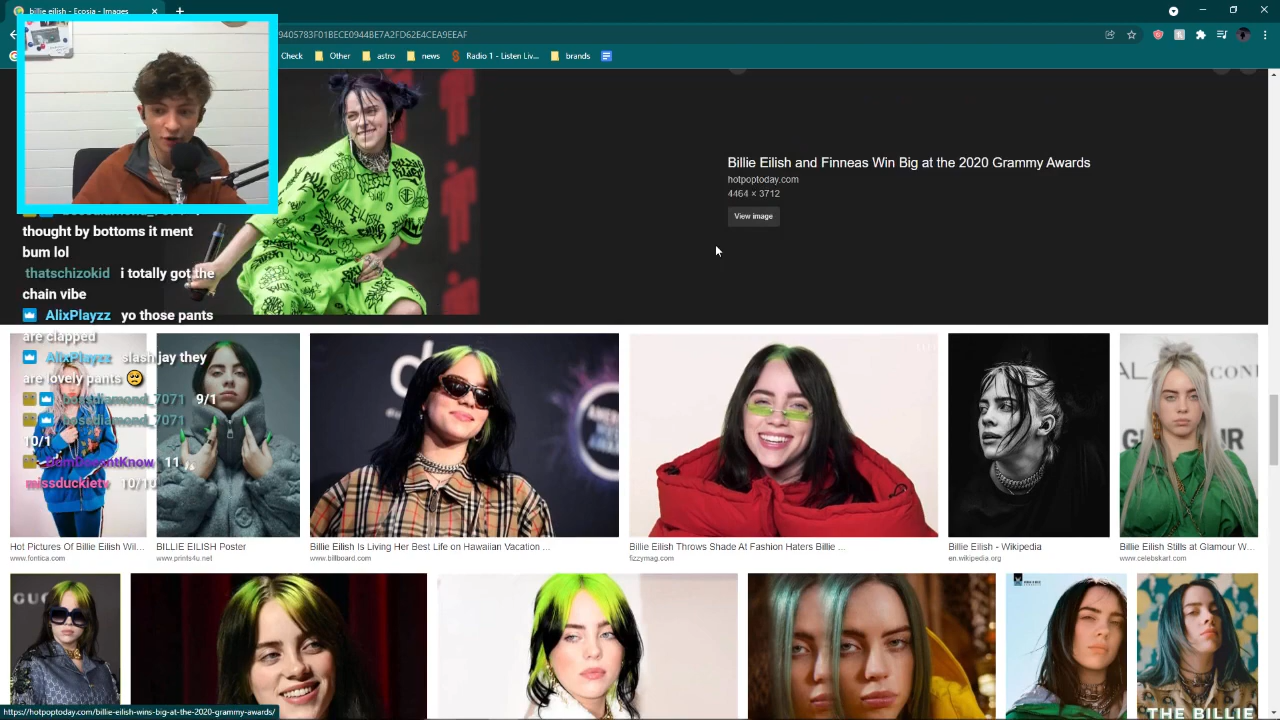 billie eilish - Ecosia - Images
9405783F01BECE0944BE7A2FD62E4CEA9EEAF
Check
Other
astro
news
Radio 1 - Listen Liv...
brands
Billie Eilish and Finneas Win Big at the 2020 Grammy Awards
hotpoptoday.com
4464 × 3712
View image
thought by bottoms it ment
bum lol
thatschizokid i totally got the
chain vibe
AlixPlayzz yo those pants
are clapped
AlixPlayzz slash jay they
are lovely pants
bossdiamond_7071 9/1
bossdiamond_7071
10/1
11
missduckietv 10/10
Hot Pictures Of Billie Eilish Wil...
www.fontica.com
BILLIE EILISH Poster
www.prints4u.net
Billie Eilish Is Living Her Best Life on Hawaiian Vacation ...
www.billboard.com
Billie Eilish Throws Shade At Fashion Haters Billie ...
fizzymag.com
Billie Eilish - Wikipedia
en.wikipedia.org
Billie Eilish Stills at Glamour W...
www.celebskart.com
GUC
THE BILLIE
https://hotpoptoday.com/billie-eilish-wins-big-at-the-2020-grammy-awards/